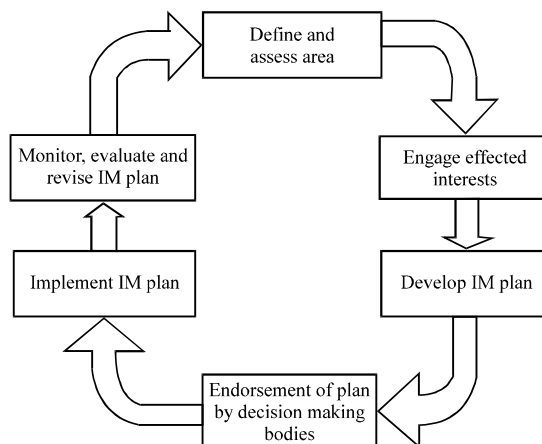 Define and
assess area
Engage effected
interests
Develop IM plan
Endorsement of plan
by decision making
bodies
Implement IM plan
Monitor, evaluate and
revise IM plan